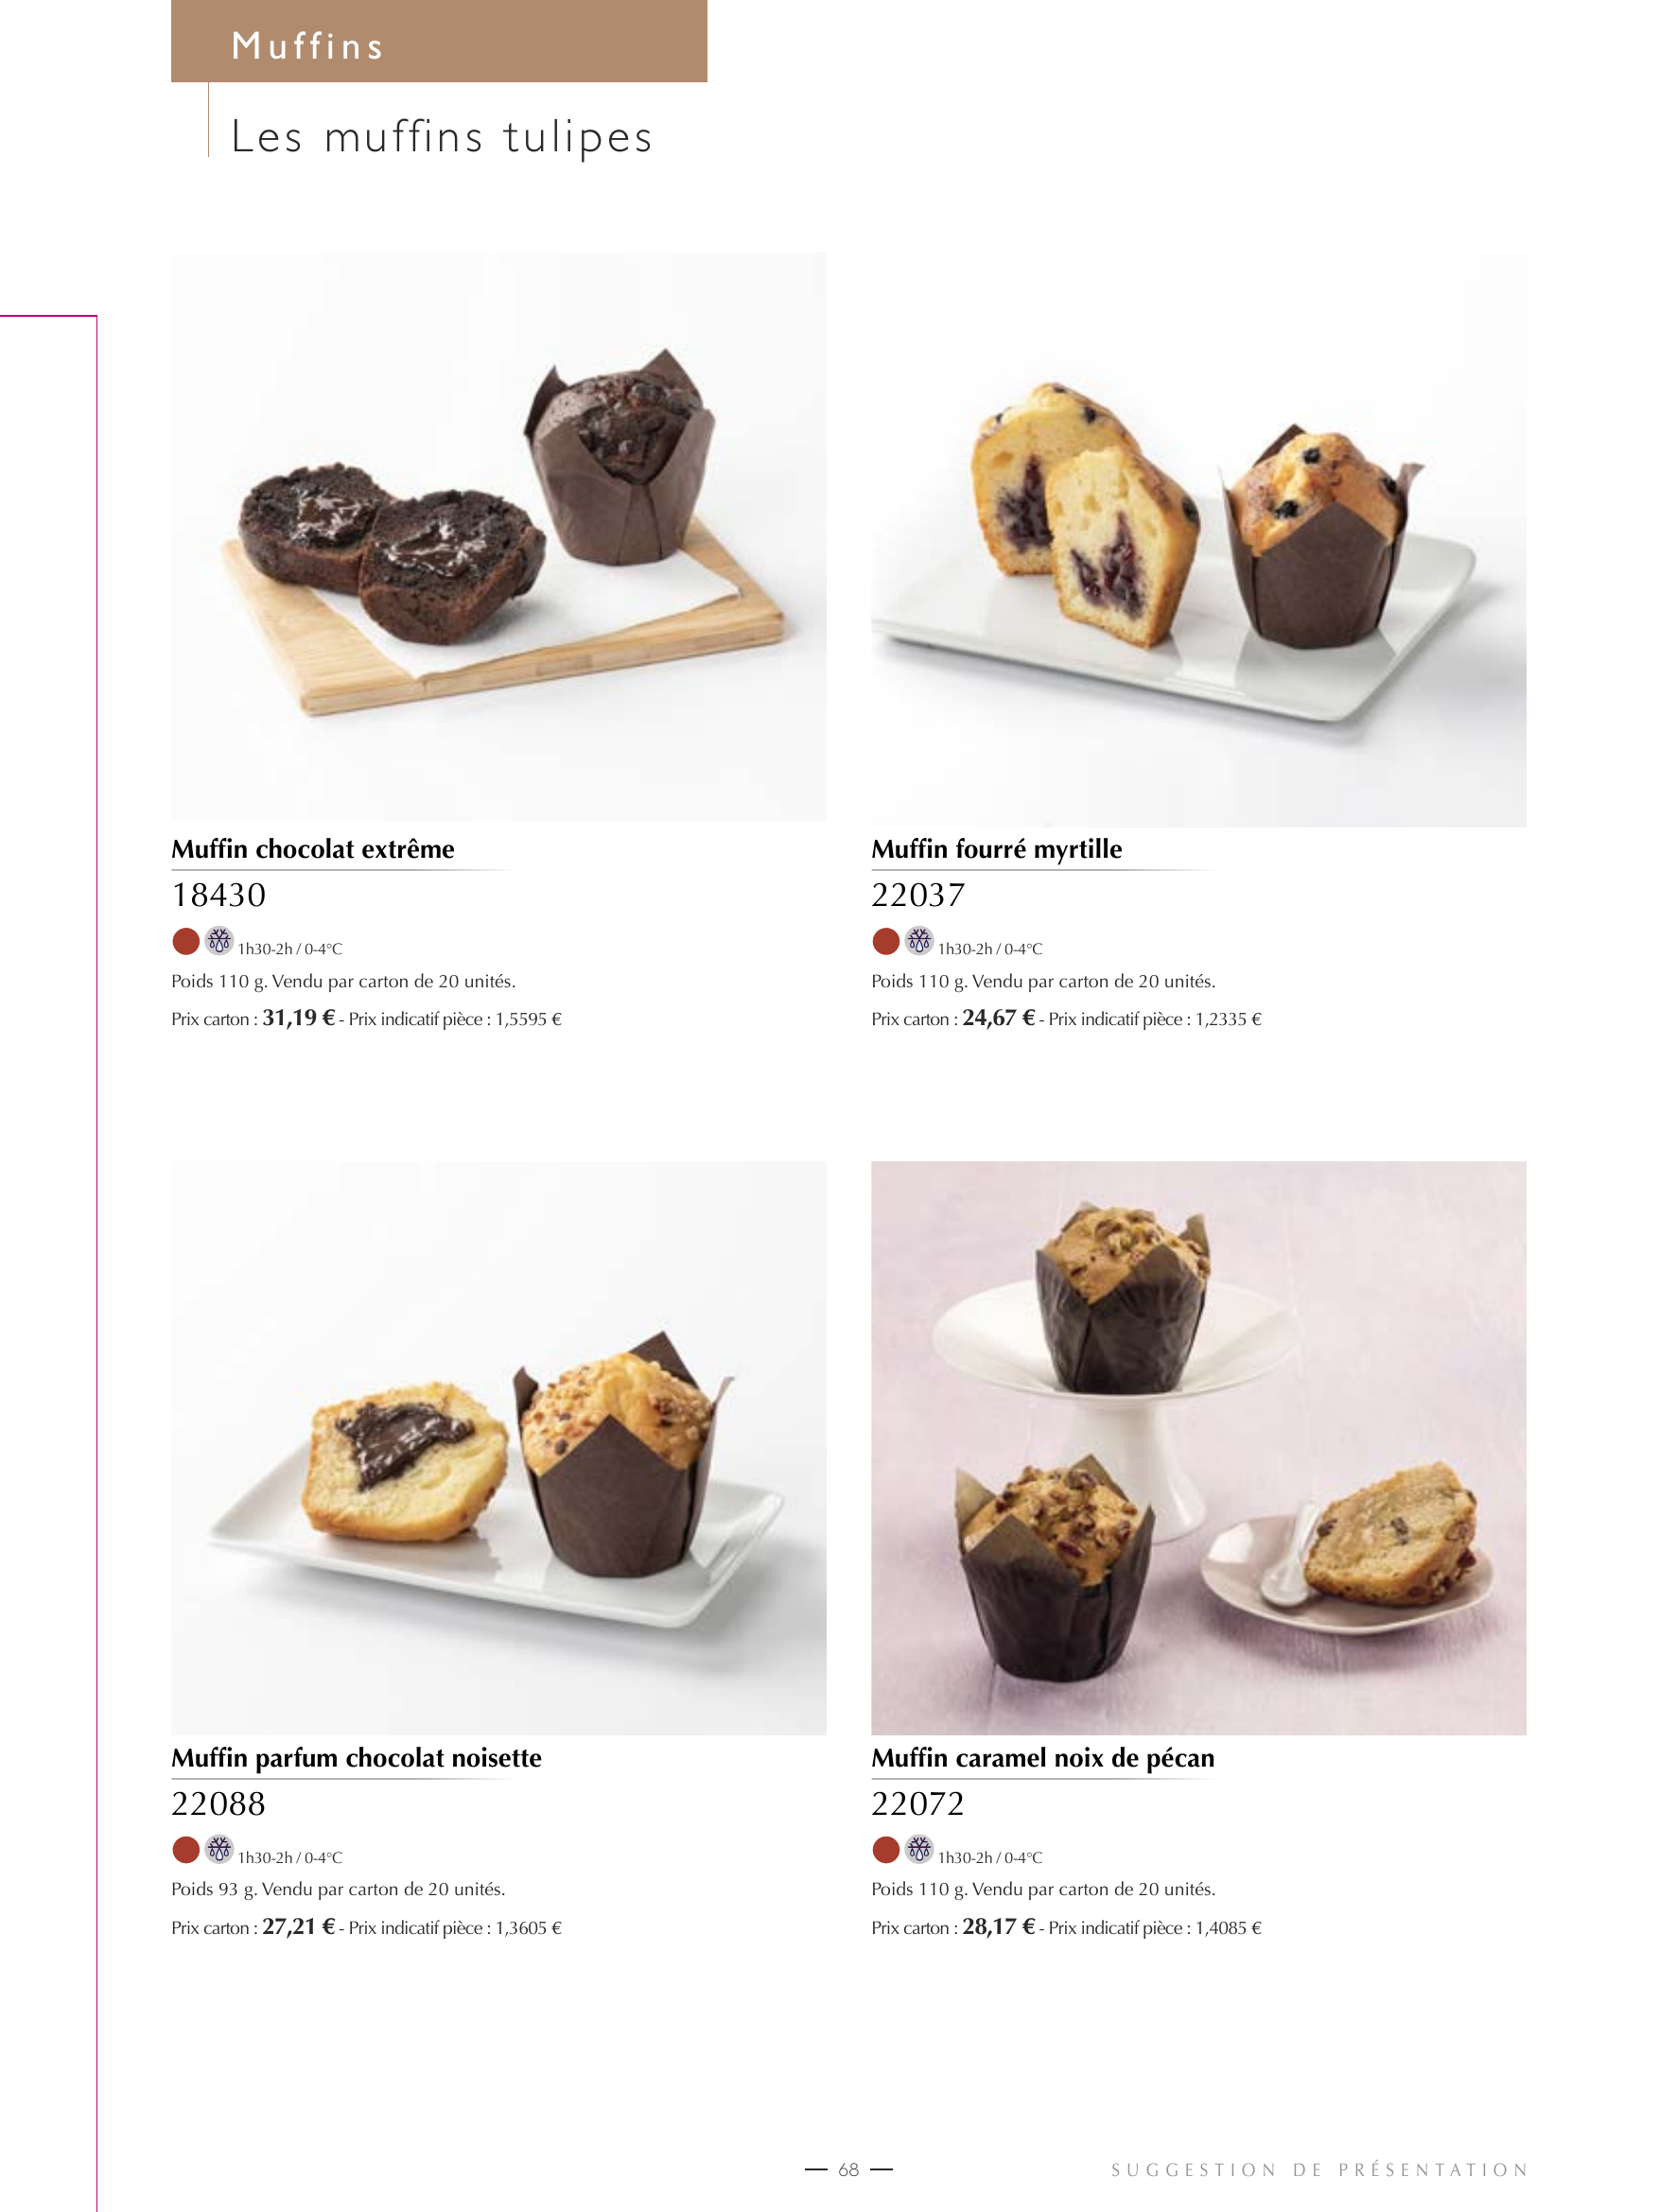 Muffins
Les muffins tulipes
Muffin chocolat extrême
18430
1h30-2h / 0-4°C
Poids 110 g. Vendu par carton de 20 unités.
Prix carton : 31,19 € - Prix indicatif pièce : 1,5595 €
Muffin fourré myrtille
22037
1h30-2h / 0-4°C
Poids 110 g. Vendu par carton de 20 unités.
Prix carton : 24,67 € - Prix indicatif pièce : 1,2335 €
Muffin parfum chocolat noisette
22088
1h30-2h / 0-4°C
Poids 93 g. Vendu par carton de 20 unités.
Prix carton : 27,21 € - Prix indicatif pièce : 1,3605 €
Muffin caramel noix de pécan
22072
1h30-2h / 0-4°C
Poids 110 g. Vendu par carton de 20 unités.
Prix carton : 28,17 € - Prix indicatif pièce : 1,4085 €
— 68 —
SUGGESTION DE PRÉSENTATION